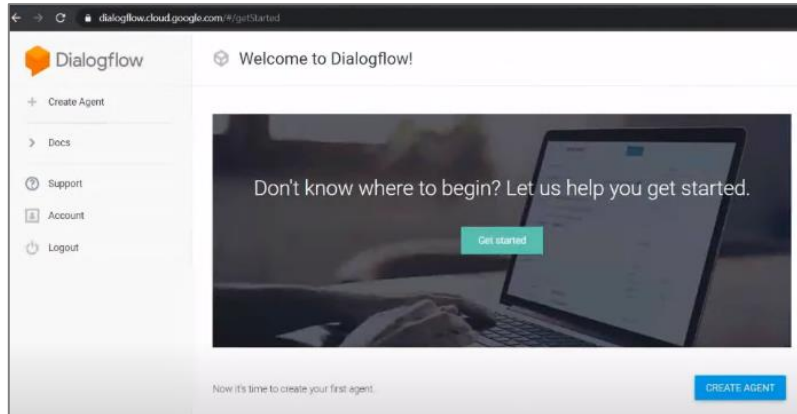 dialogflow.cloud.google.com/#/getStarted
Dialogflow
Welcome to Dialogflow!
Create Agent
Docs
Support
Account
Logout
Don't know where to begin? Let us help you get started.
Get started
Now it's time to create your first agent.
CREATE AGENT